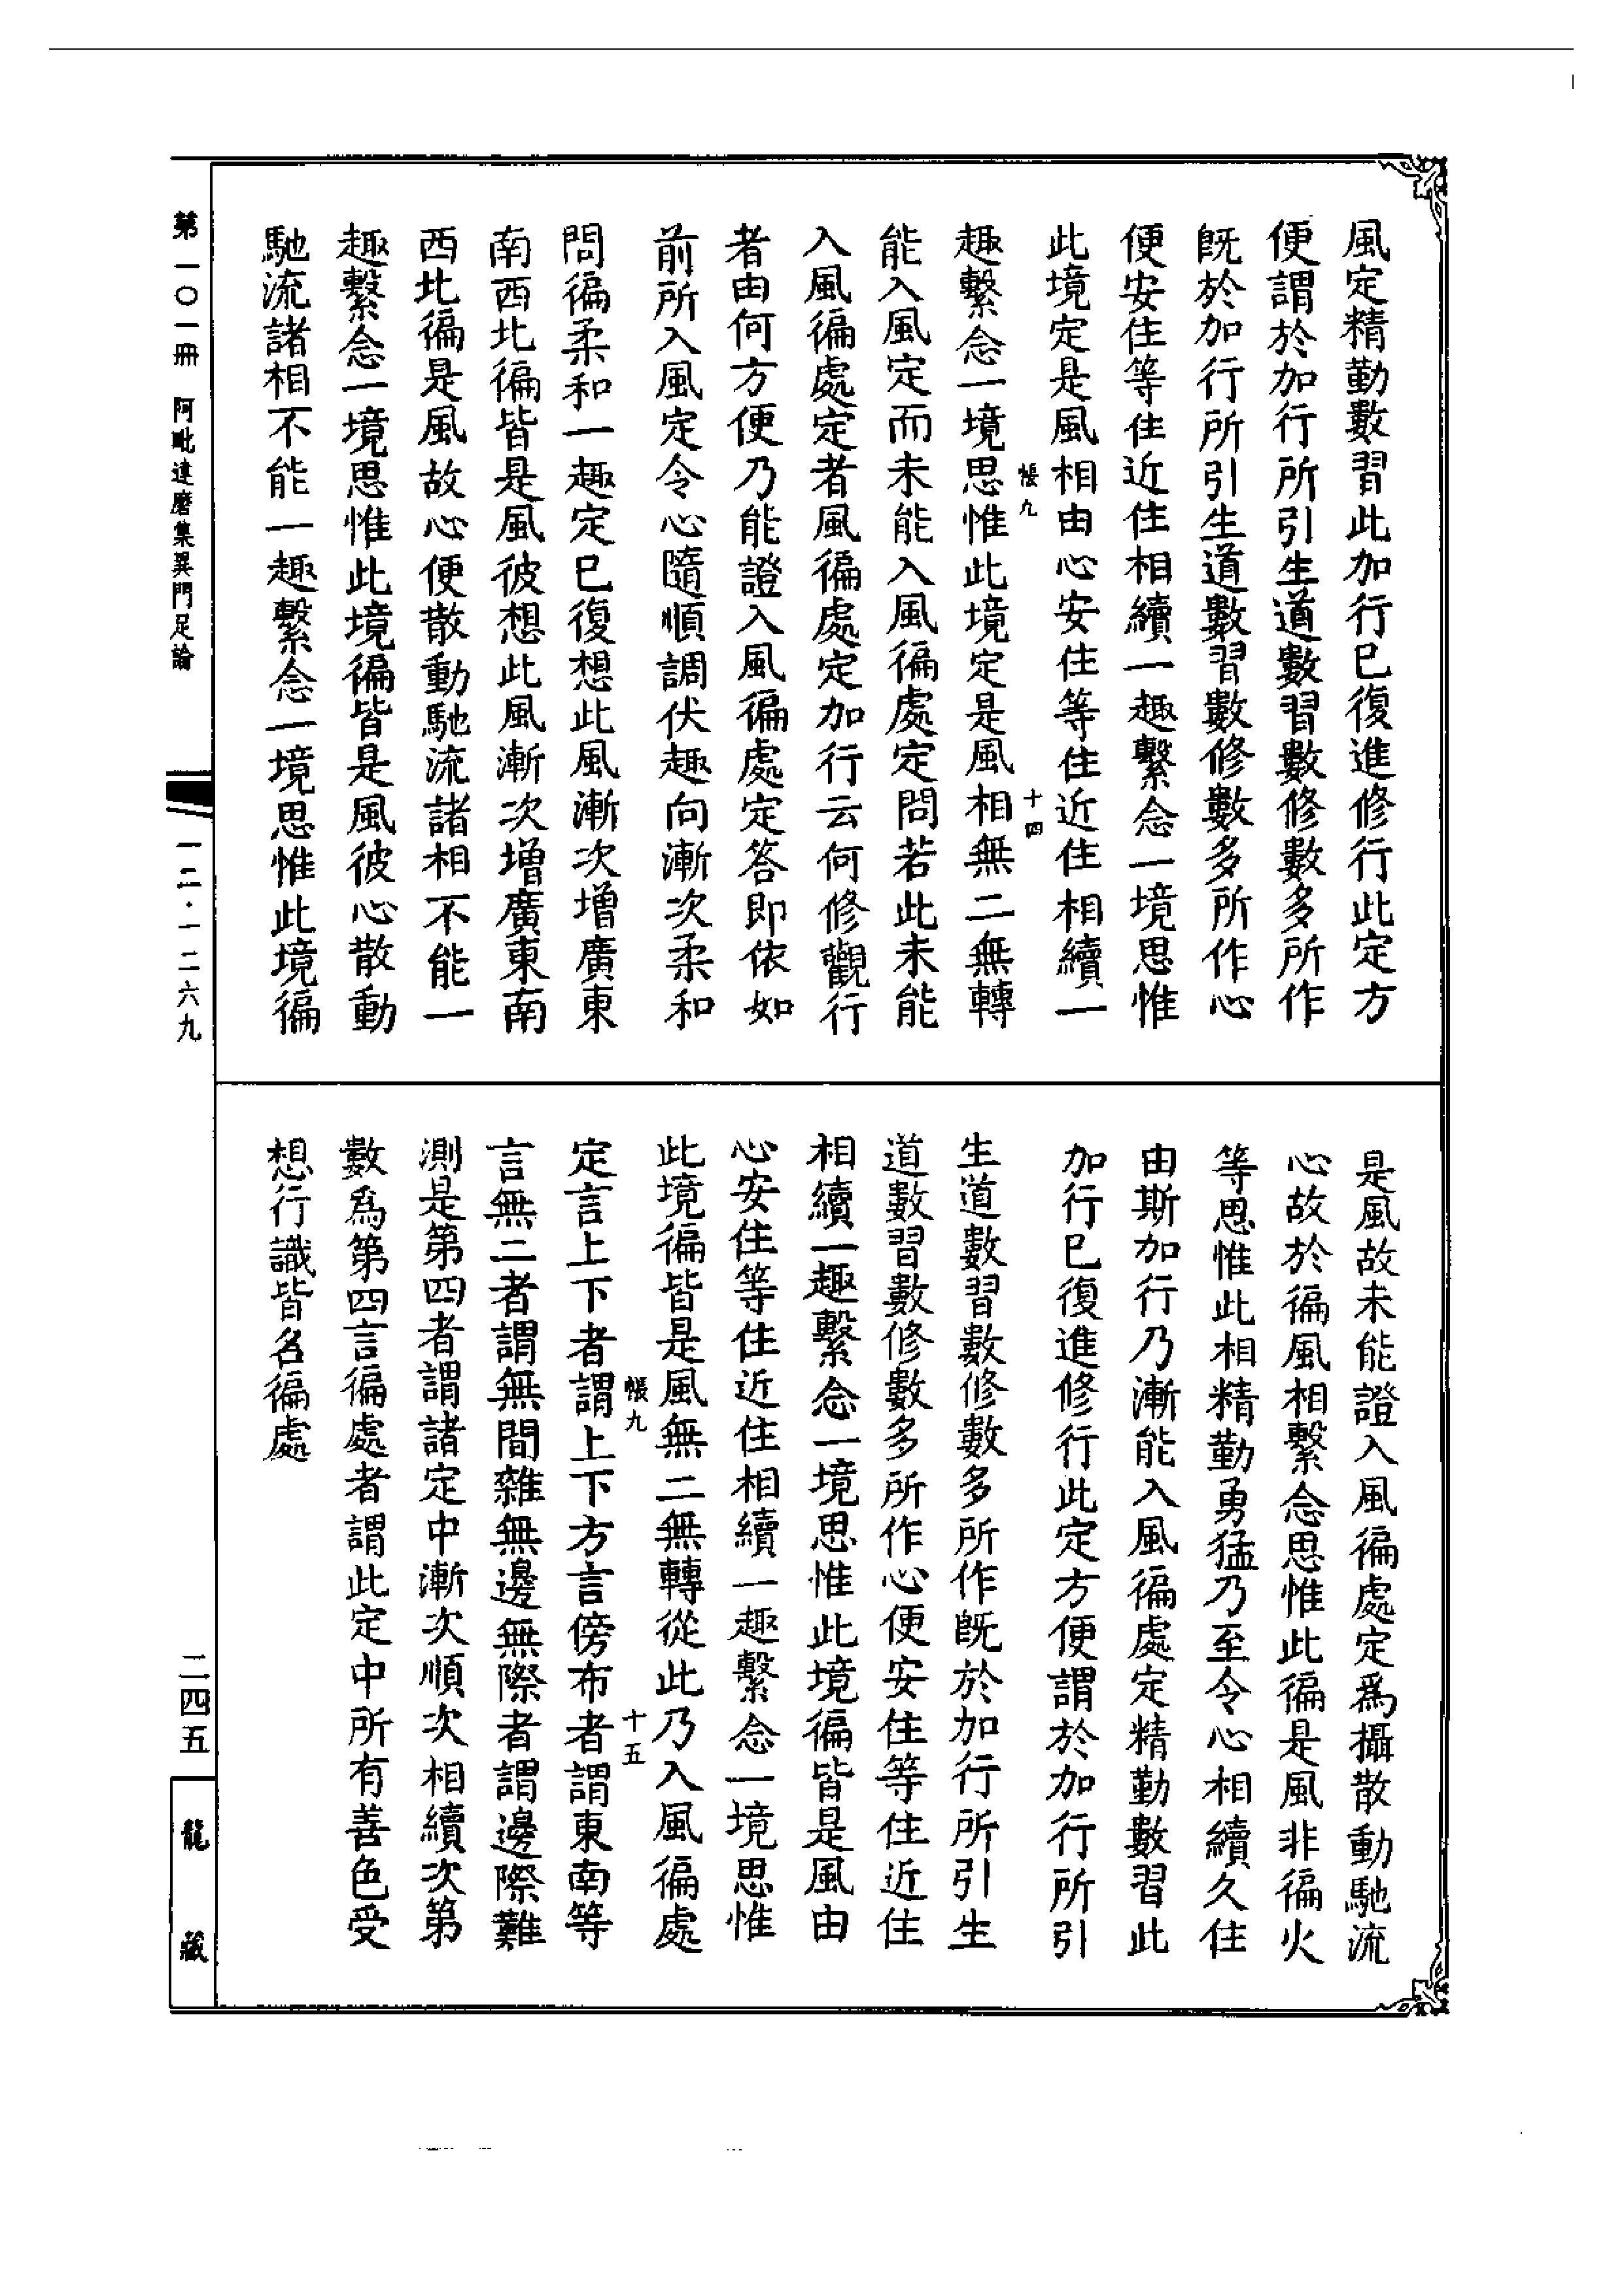 風定精勤數習此加行已復進修行此定方
便謂於加行所引生道數習數修數多所作
既於加行所引生道數習數修數多所作心
便安住等住近住相續一趣繫念一境思惟
此境定是風相由心安住等住近住相續一
帳九
十四
趣繫念一境思惟此境定是風相無二無轉
能入風定而未能入風徧處定問若此未能
入風徧處定者風徧處定加行云何修觀行
者由何方便乃能證入風徧處定答即依如
前所入風定令心隨順調伏趣向漸次柔和
問徧柔和一趣定已復想此風漸次增廣東
南西北徧皆是風彼想此風漸次增廣東南
西北徧是風故心便散動馳流諸相不能一
趣繫念一境思惟此境徧皆是風彼心散動
馳流諸相不能一趣繫念一境思惟此境徧
是風故未能證入風徧處定為攝散動馳流
心故於徧風相繫念思惟此徧是風非徧火
等思惟此相精勤勇猛乃至令心相續久住
由斯加行乃漸能入風徧處定精勤數習此
加行已復進修行此定方便謂於加行所引
生道數習數修數多所作既於加行所引生
道數習數修數多所作心便安住等住近住
相續一趣繫念一境思惟此境徧皆是風由
心安住等住近住相續一趣繫念一境思惟
此境徧皆是風無二無轉從此乃入風徧處
帳九
十五
定言上下者謂上下方言傍布者謂東南等
言無二者謂無間雜無邊無際者謂邊際難
測是第四者謂諸定中漸次順次相續次第
數為第四言徧處者謂此定中所有善色受
想行識皆名徧處
第一〇一冊 阿毗達磨集異門足論
一二·一二六九
二四五
龍藏